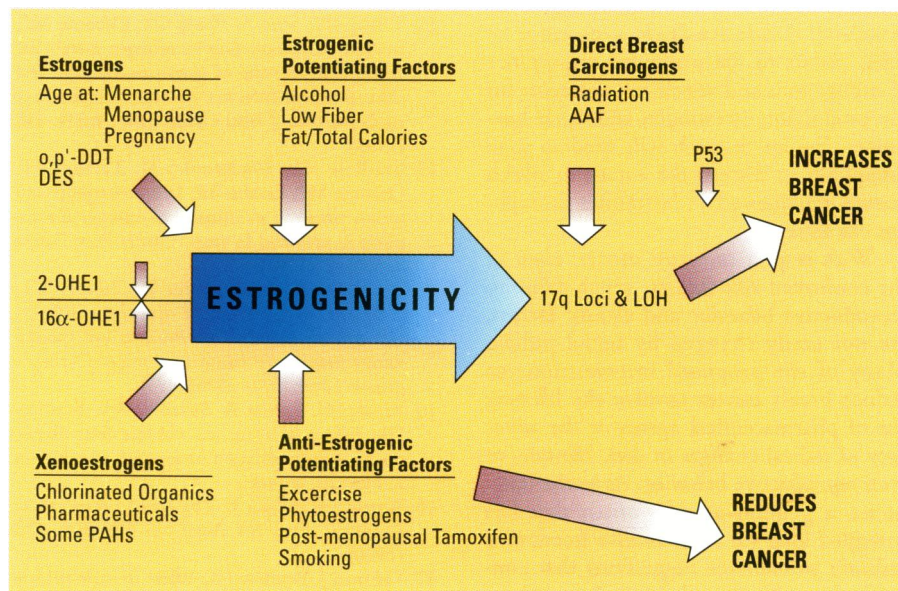 Estrogens
Age at: Menarche
Menopause
Pregnancy
o,p'-DDT
DES
Estrogenic
Potentiating Factors
Alcohol
Low Fiber
Fat/Total Calories
Direct Breast
Carcinogens
Radiation
AAF
P53
INCREASES
BREAST
CANCER
2-OHE1
16α-OHE1
ESTROGENICITY
17q Loci & LOH
Xenoestrogens
Chlorinated Organics
Pharmaceuticals
Some PAHs
Anti-Estrogenic
Potentiating Factors
Excercise
Phytoestrogens
Post-menopausal Tamoxifen
Smoking
REDUCES
BREAST
CANCER